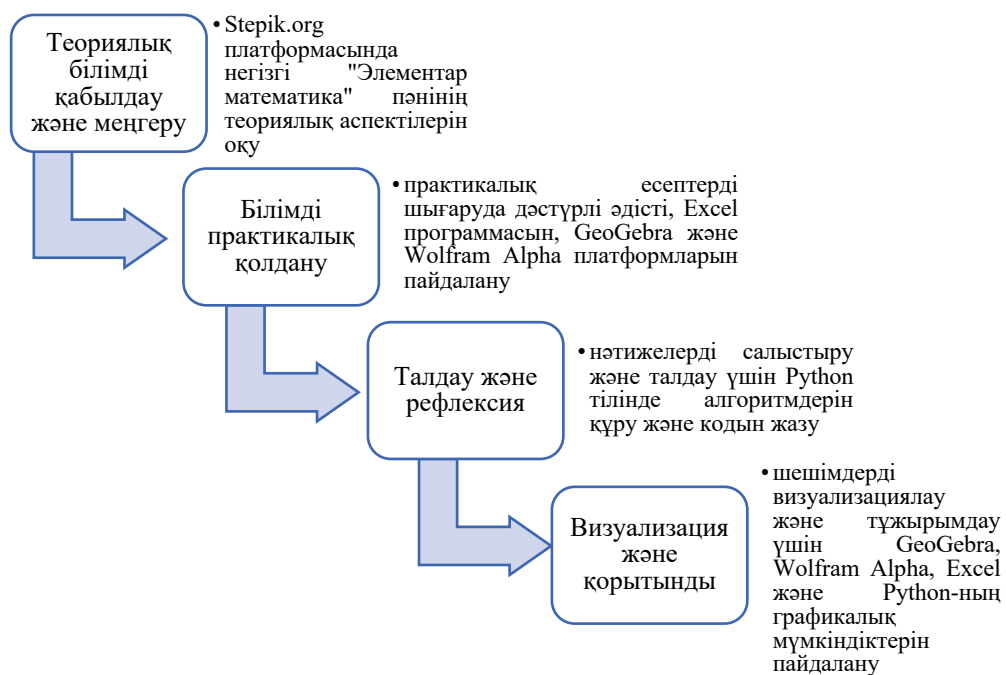 Теориялық
білімді
қабылдау
және меңгеру
• Stepik.org
платформасында
негізгі "Элементар
математика" пәнінің
теориялық аспектілерін
оқу
Білімді
практикалық
қолдану
• практикалық есептерді
шығаруда дәстүрлі әдісті, Excel
программасын, GeoGebra және
Wolfram Alpha платформларын
пайдалану
Талдау және
рефлексия
• нәтижелерді салыстыру
және талдау үшін Python
тілінде алгоритмдерін
құру және кодын жазу
Визуализация
және
қорытынды
• шешімдерді
визуализациялау
және тұжырымдау
үшін GeoGebra,
Wolfram Alpha, Excel
және Python-ның
графикалық
мүмкіндіктерін
пайдалану